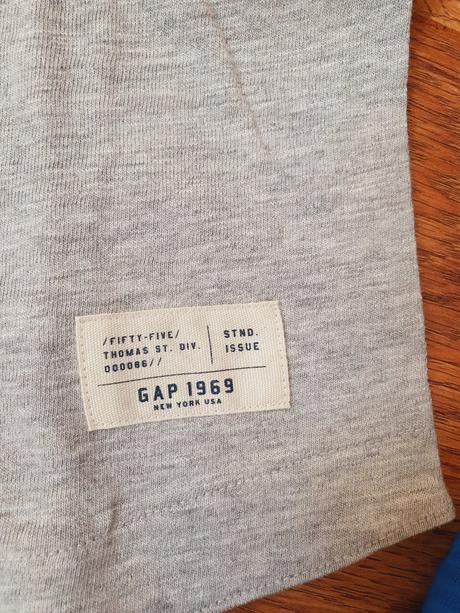 /FIFTY-FIVE/
THOMAS ST. DIV.
000086//
STND.
ISSUE
GAP 1969
NEW YORK USA